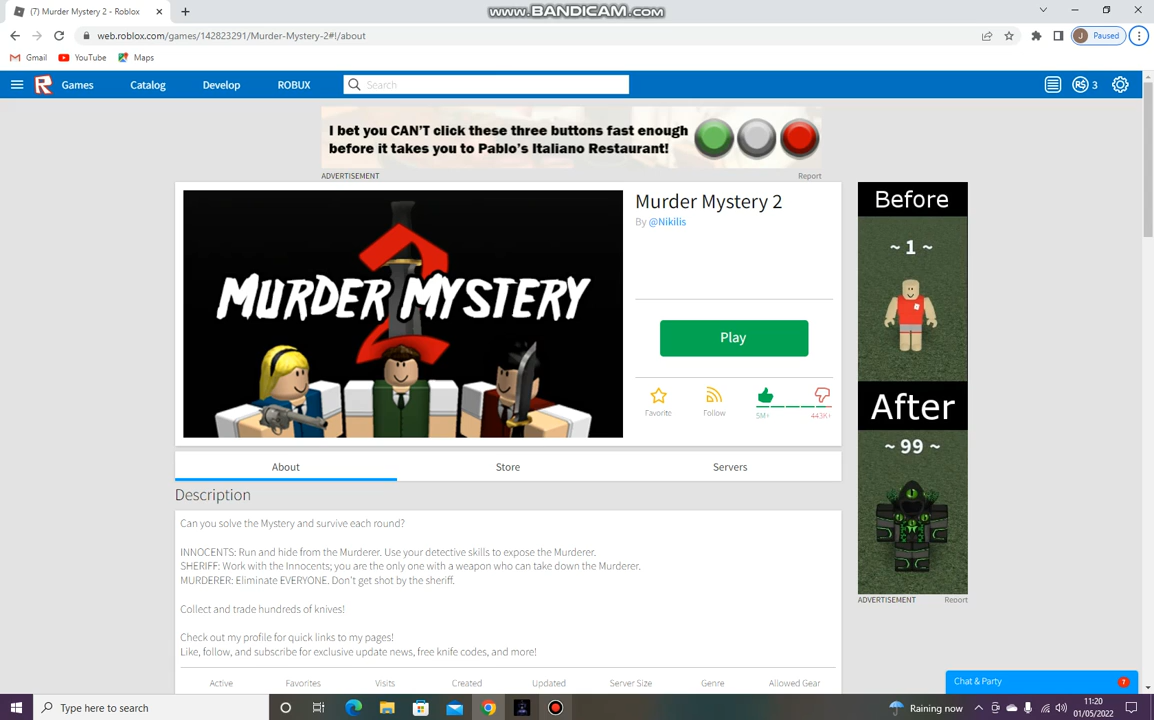 www.BANDICAM.com
(7) Murder Mystery 2 - Roblox
web.roblox.com/games/142823291/Murder-Mystery-2#!/about
J Paused
Gmail YouTube Maps
Games Catalog Develop ROBUX Search 3
I bet you CAN'T click these three buttons fast enough
before it takes you to Pablo's Italiano Restaurant!
ADVERTISEMENT Report
MURDER MYSTERY
2
Murder Mystery 2
By @Nikilis
Play
Favorite Follow 5M+ 443K+
Before
~ 1 ~
After
~ 99 ~
ADVERTISEMENT Report
About Store Servers
Description
Can you solve the Mystery and survive each round?
INNOCENTS: Run and hide from the Murderer. Use your detective skills to expose the Murderer.
SHERIFF: Work with the Innocents; you are the only one with a weapon who can take down the Murderer.
MURDERER: Eliminate EVERYONE. Don't get shot by the sheriff.
Collect and trade hundreds of knives!
Check out my profile for quick links to my pages!
Like, follow, and subscribe for exclusive update news, free knife codes, and more!
Active Favorites Visits Created Updated Server Size Genre Allowed Gear
Chat & Party 7
Type here to search
Raining now
11:20
01/05/2022